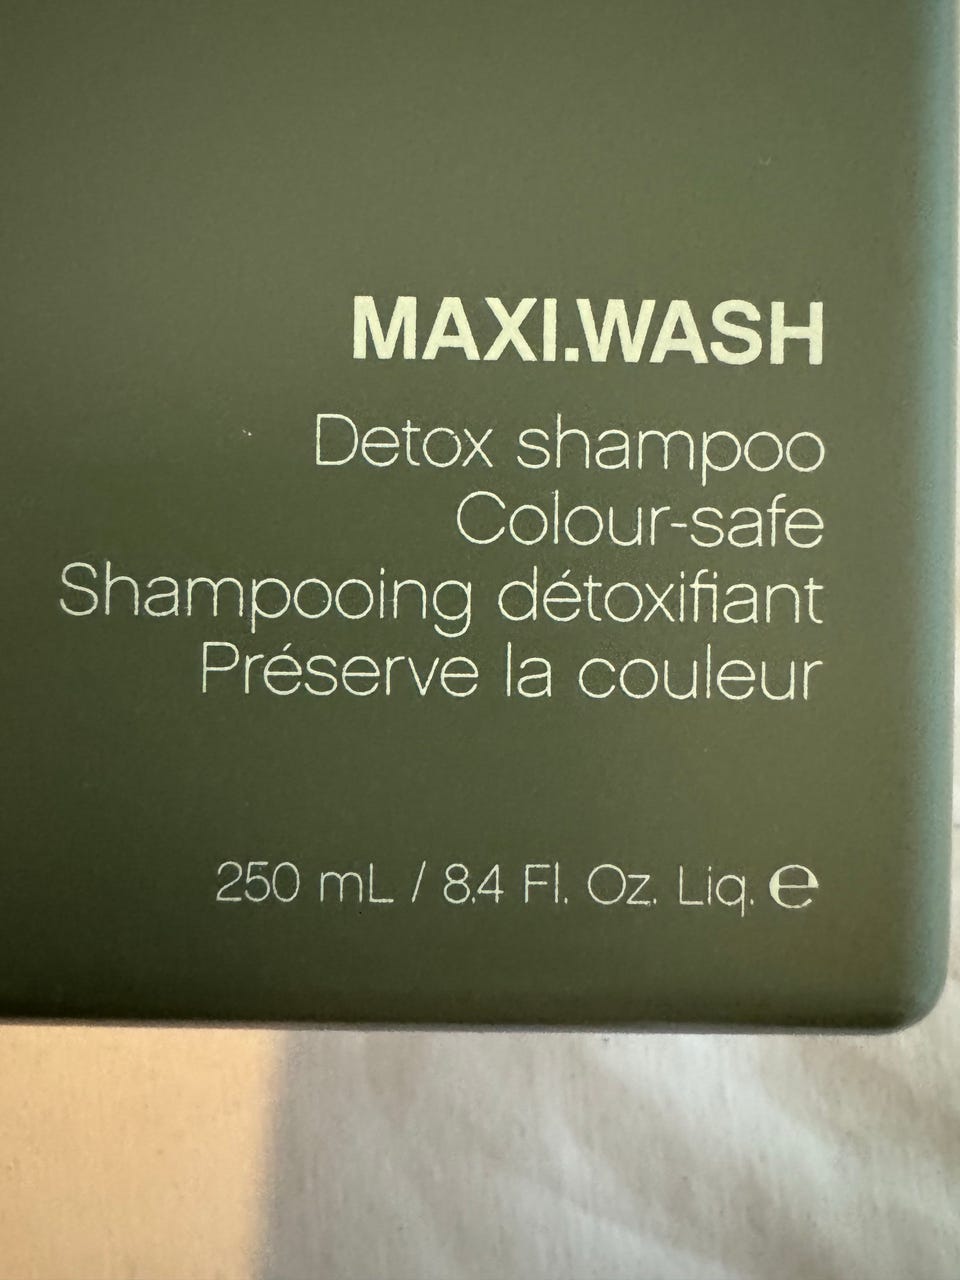 MAXI.WASH
Detox shampoo
Colour-safe
Shampooing détoxifiant
Préserve la couleur
250 mL / 8.4 Fl. Oz. Liq. ℮